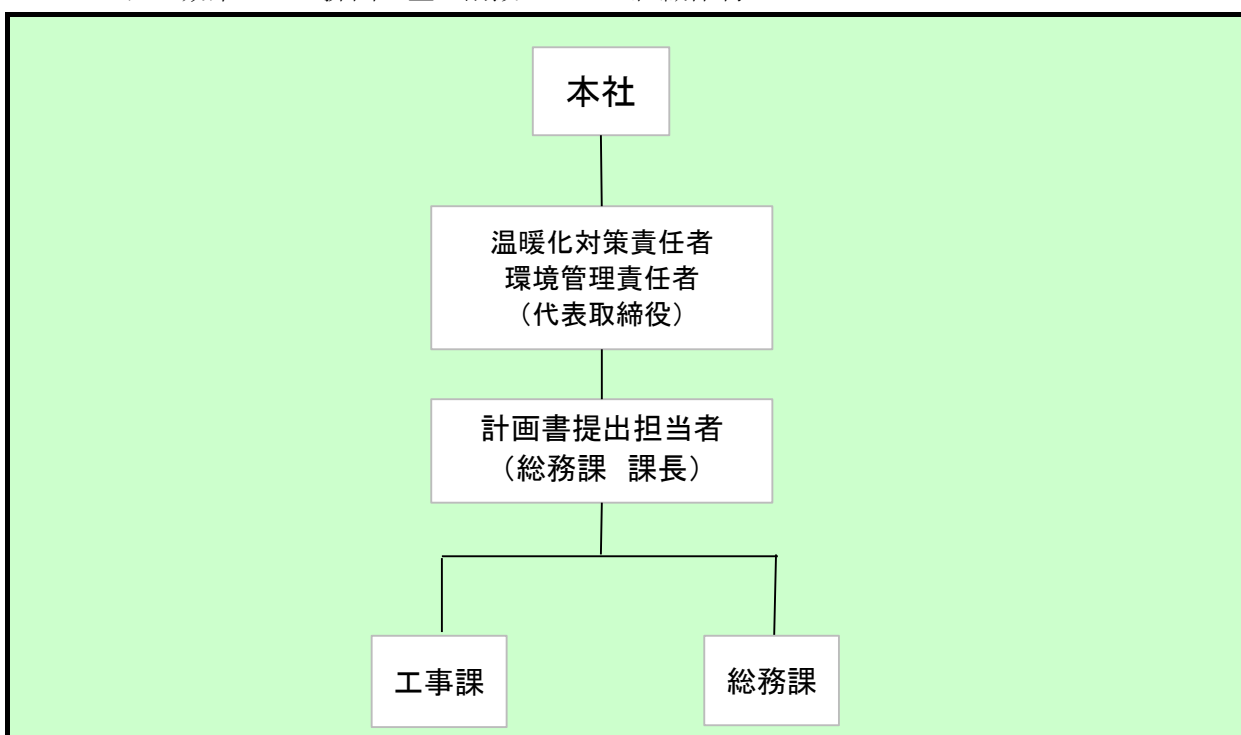 本社
温暖化対策責任者
環境管理責任者
（代表取締役）
計画書提出担当者
（総務課　課長）
工事課
総務課